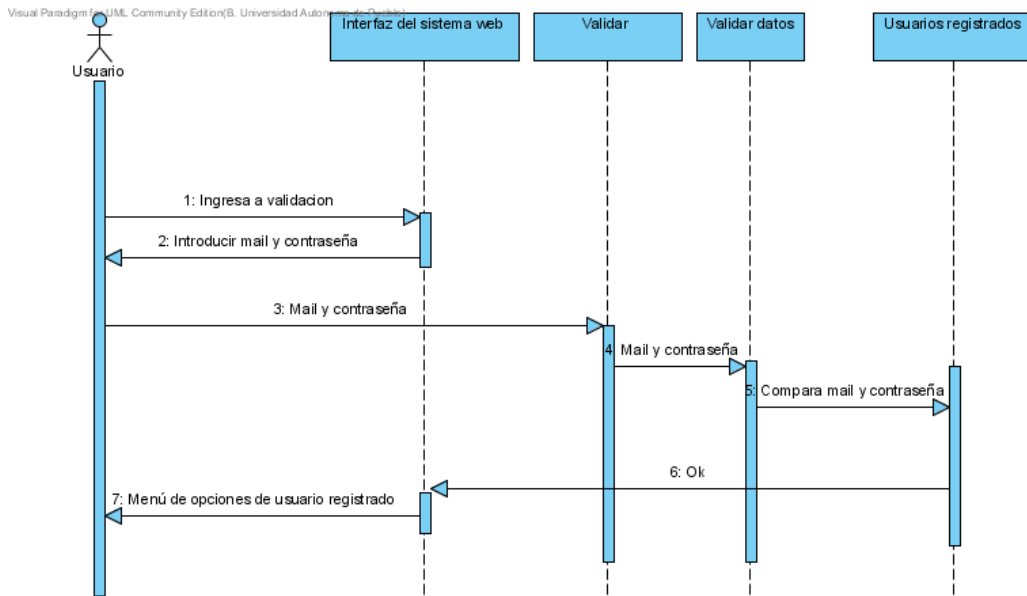 Visual Paradigm for UML Community Edition(B. Universidad Autonoma de Puebla)
Interfaz del sistema web
Validar
Validar datos
Usuarios registrados
Usuario
1: Ingresa a validacion
2: Introducir mail y contraseña
3: Mail y contraseña
4 Mail y contraseña
5: Compara mail y contraseña
6: Ok
7: Menú de opciones de usuario registrado